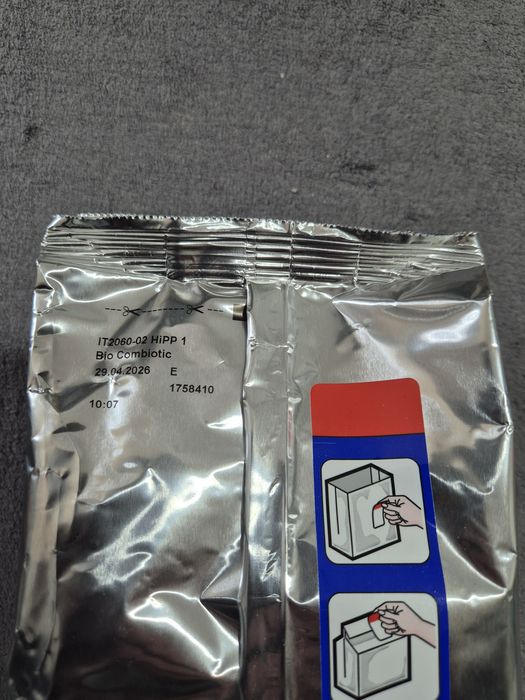 IT2060-02 HiPP 1
Bio Combiotic
29.04.2026 E
1758410
10:07